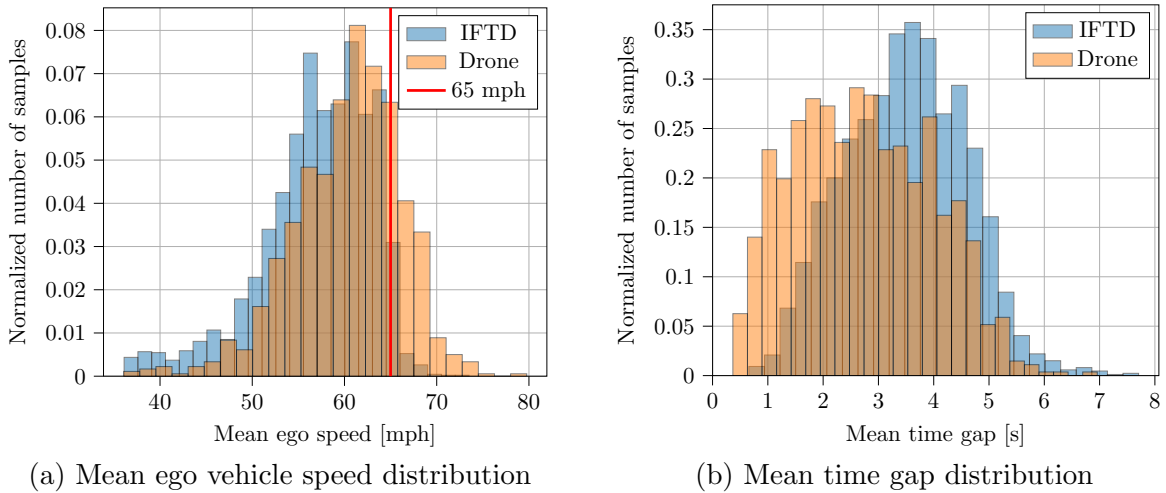 Normalized number of samples
0.08
0.07
0.06
0.05
0.04
0.03
0.02
0.01
0
40
50
60
70
80
Mean ego speed [mph]
IFTD
Drone
65 mph
(a) Mean ego vehicle speed distribution
Normalized number of samples
0.35
0.3
0.25
0.2
0.15
0.1
0.05
0
0
1
2
3
4
5
6
7
8
Mean time gap [s]
IFTD
Drone
(b) Mean time gap distribution